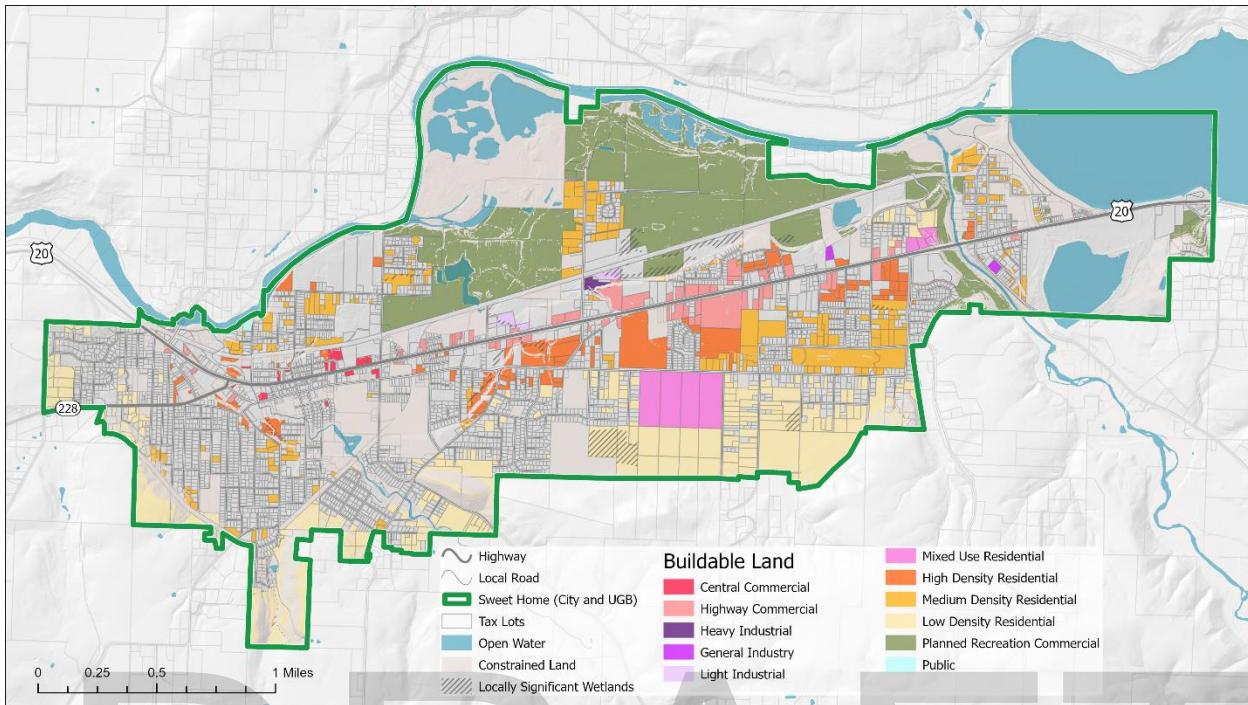 20
20
228
Highway
Local Road
Sweet Home (City and UGB)
Tax Lots
Open Water
Constrained Land
Locally Significant Wetlands
Buildable Land
Central Commercial
Highway Commercial
Heavy Industrial
General Industry
Light Industrial
Mixed Use Residential
High Density Residential
Medium Density Residential
Low Density Residential
Planned Recreation Commercial
Public
0 0.25 0.5 1 Miles
DRAFT